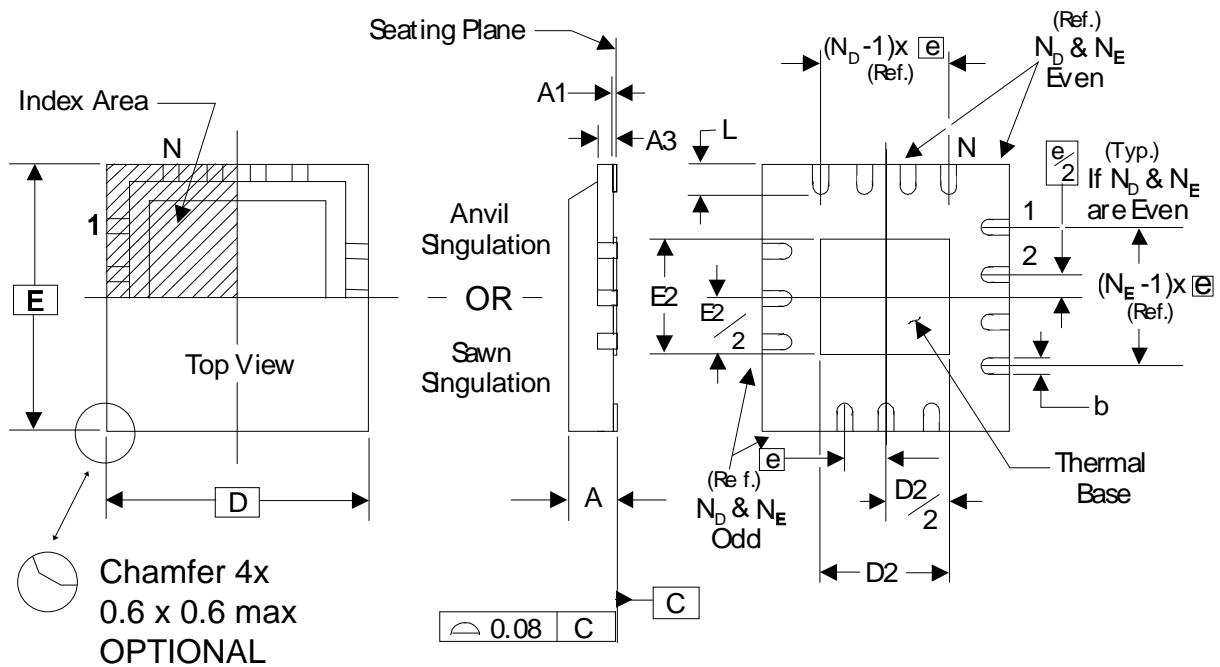 Seating Plane
A1
A3
L
Index Area
N
1
E
Top View
D
Chamfer 4x
0.6 x 0.6 max
OPTIONAL
Anvil
Singulation
OR
Sawn
Singulation
A
C
⌓ 0.08 C
(N_D -1)x e
(Ref.)
(Ref.)
N_D & N_E
Even
N
e/2
(Typ.)
If N_D & N_E
are Even
1
2
(N_E -1)x e
(Ref.)
b
E2
E2/2
Thermal
Base
e
(Ref.)
N_D & N_E
Odd
D2/2
D2